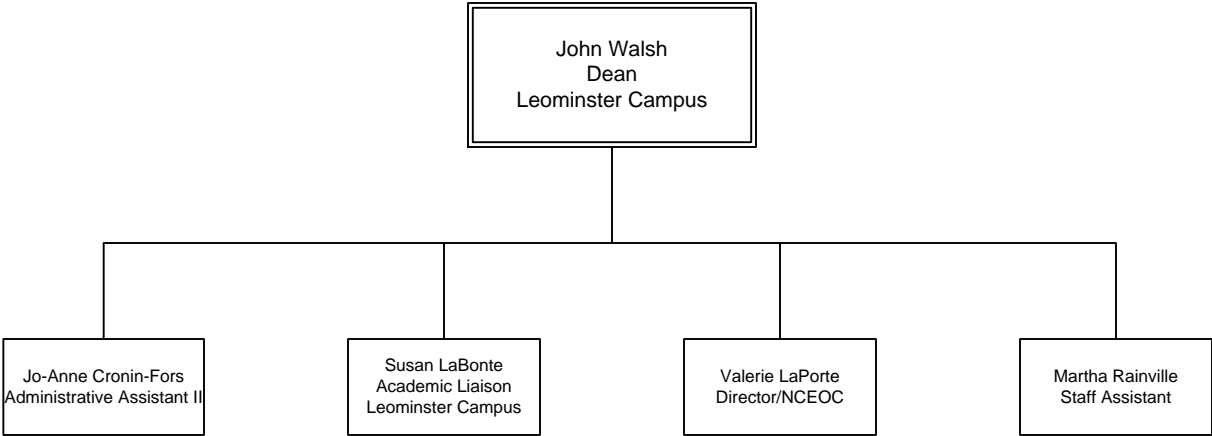 John Walsh
Dean
Leominster Campus
Jo-Anne Cronin-Fors
Administrative Assistant II
Susan LaBonte
Academic Liaison
Leominster Campus
Valerie LaPorte
Director/NCEOC
Martha Rainville
Staff Assistant